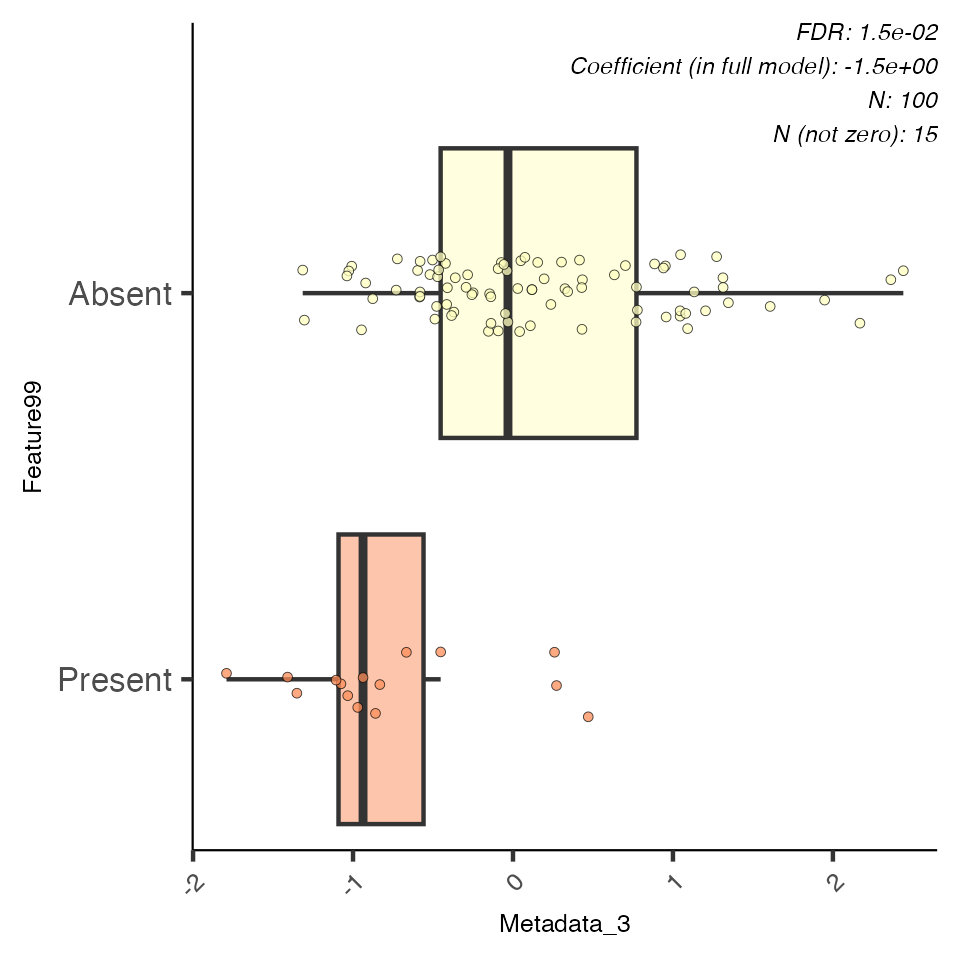 FDR: 1.5e-02
Coefficient (in full model): -1.5e+00
N: 100
N (not zero): 15
Absent
Feature99
Present
-2
-1
0
1
2
Metadata_3